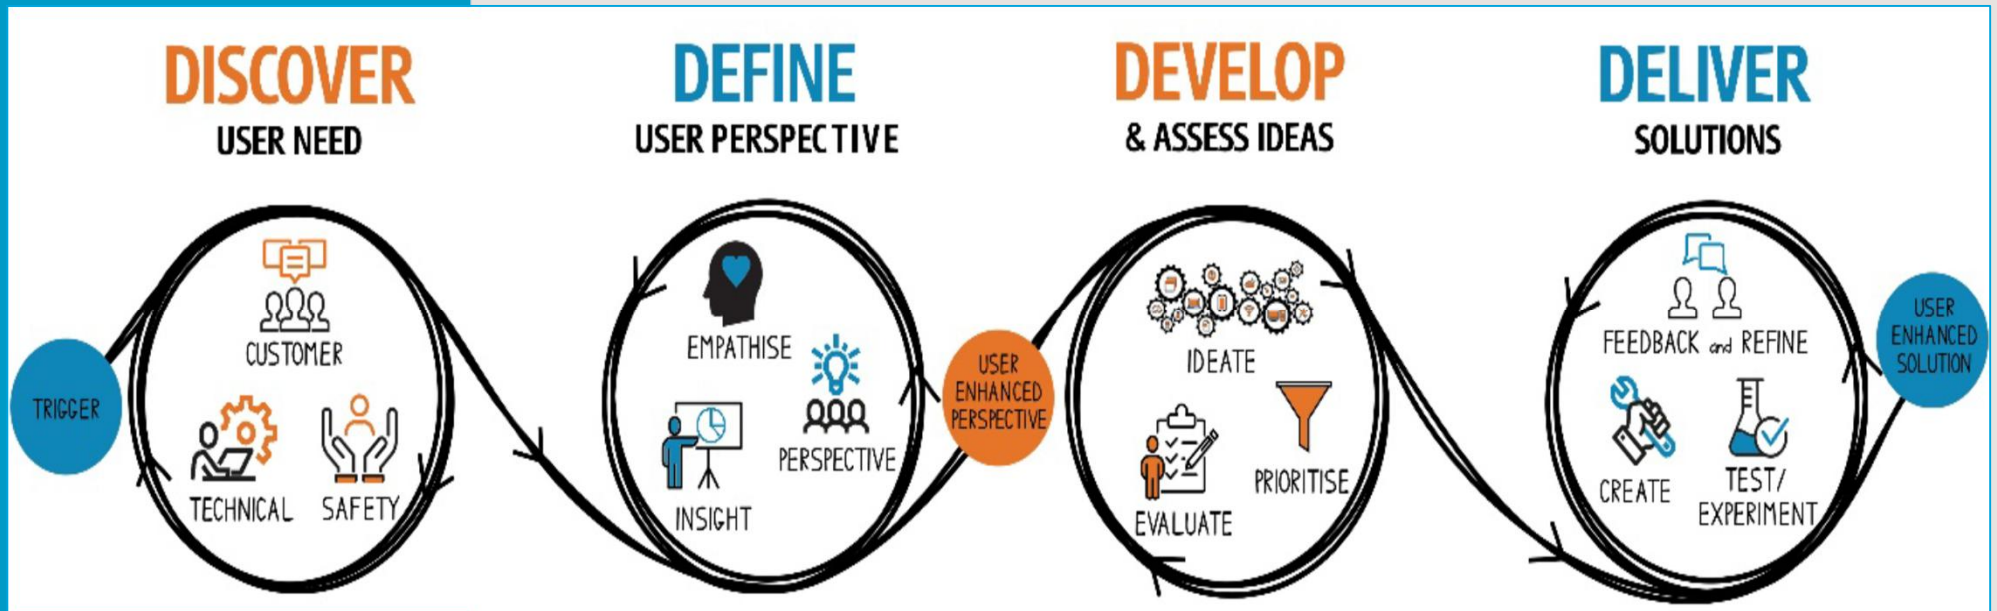 DISCOVER
USER NEED
TRIGGER
CUSTOMER
TECHNICAL
SAFETY
DEFINE
USER PERSPECTIVE
EMPATHISE
INSIGHT
PERSPECTIVE
USER
ENHANCED
PERSPECTIVE
DEVELOP
& ASSESS IDEAS
IDEATE
EVALUATE
PRIORITISE
DELIVER
SOLUTIONS
FEEDBACK and REFINE
CREATE
TEST/
EXPERIMENT
USER
ENHANCED
SOLUTION